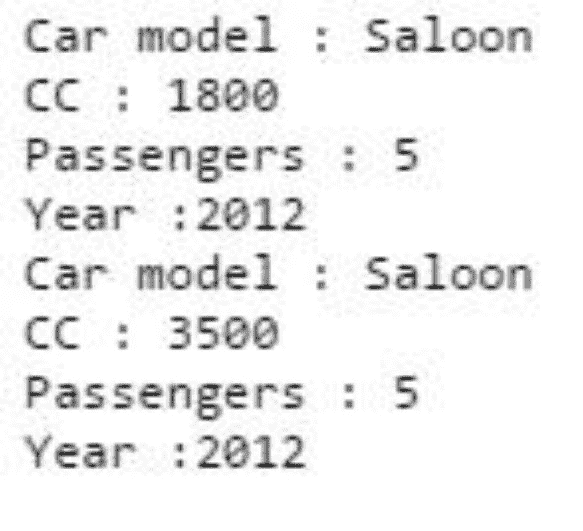 Car model : Saloon
CC : 1800
Passengers : 5
Year :2012
Car model : Saloon
CC : 3500
Passengers : 5
Year :2012